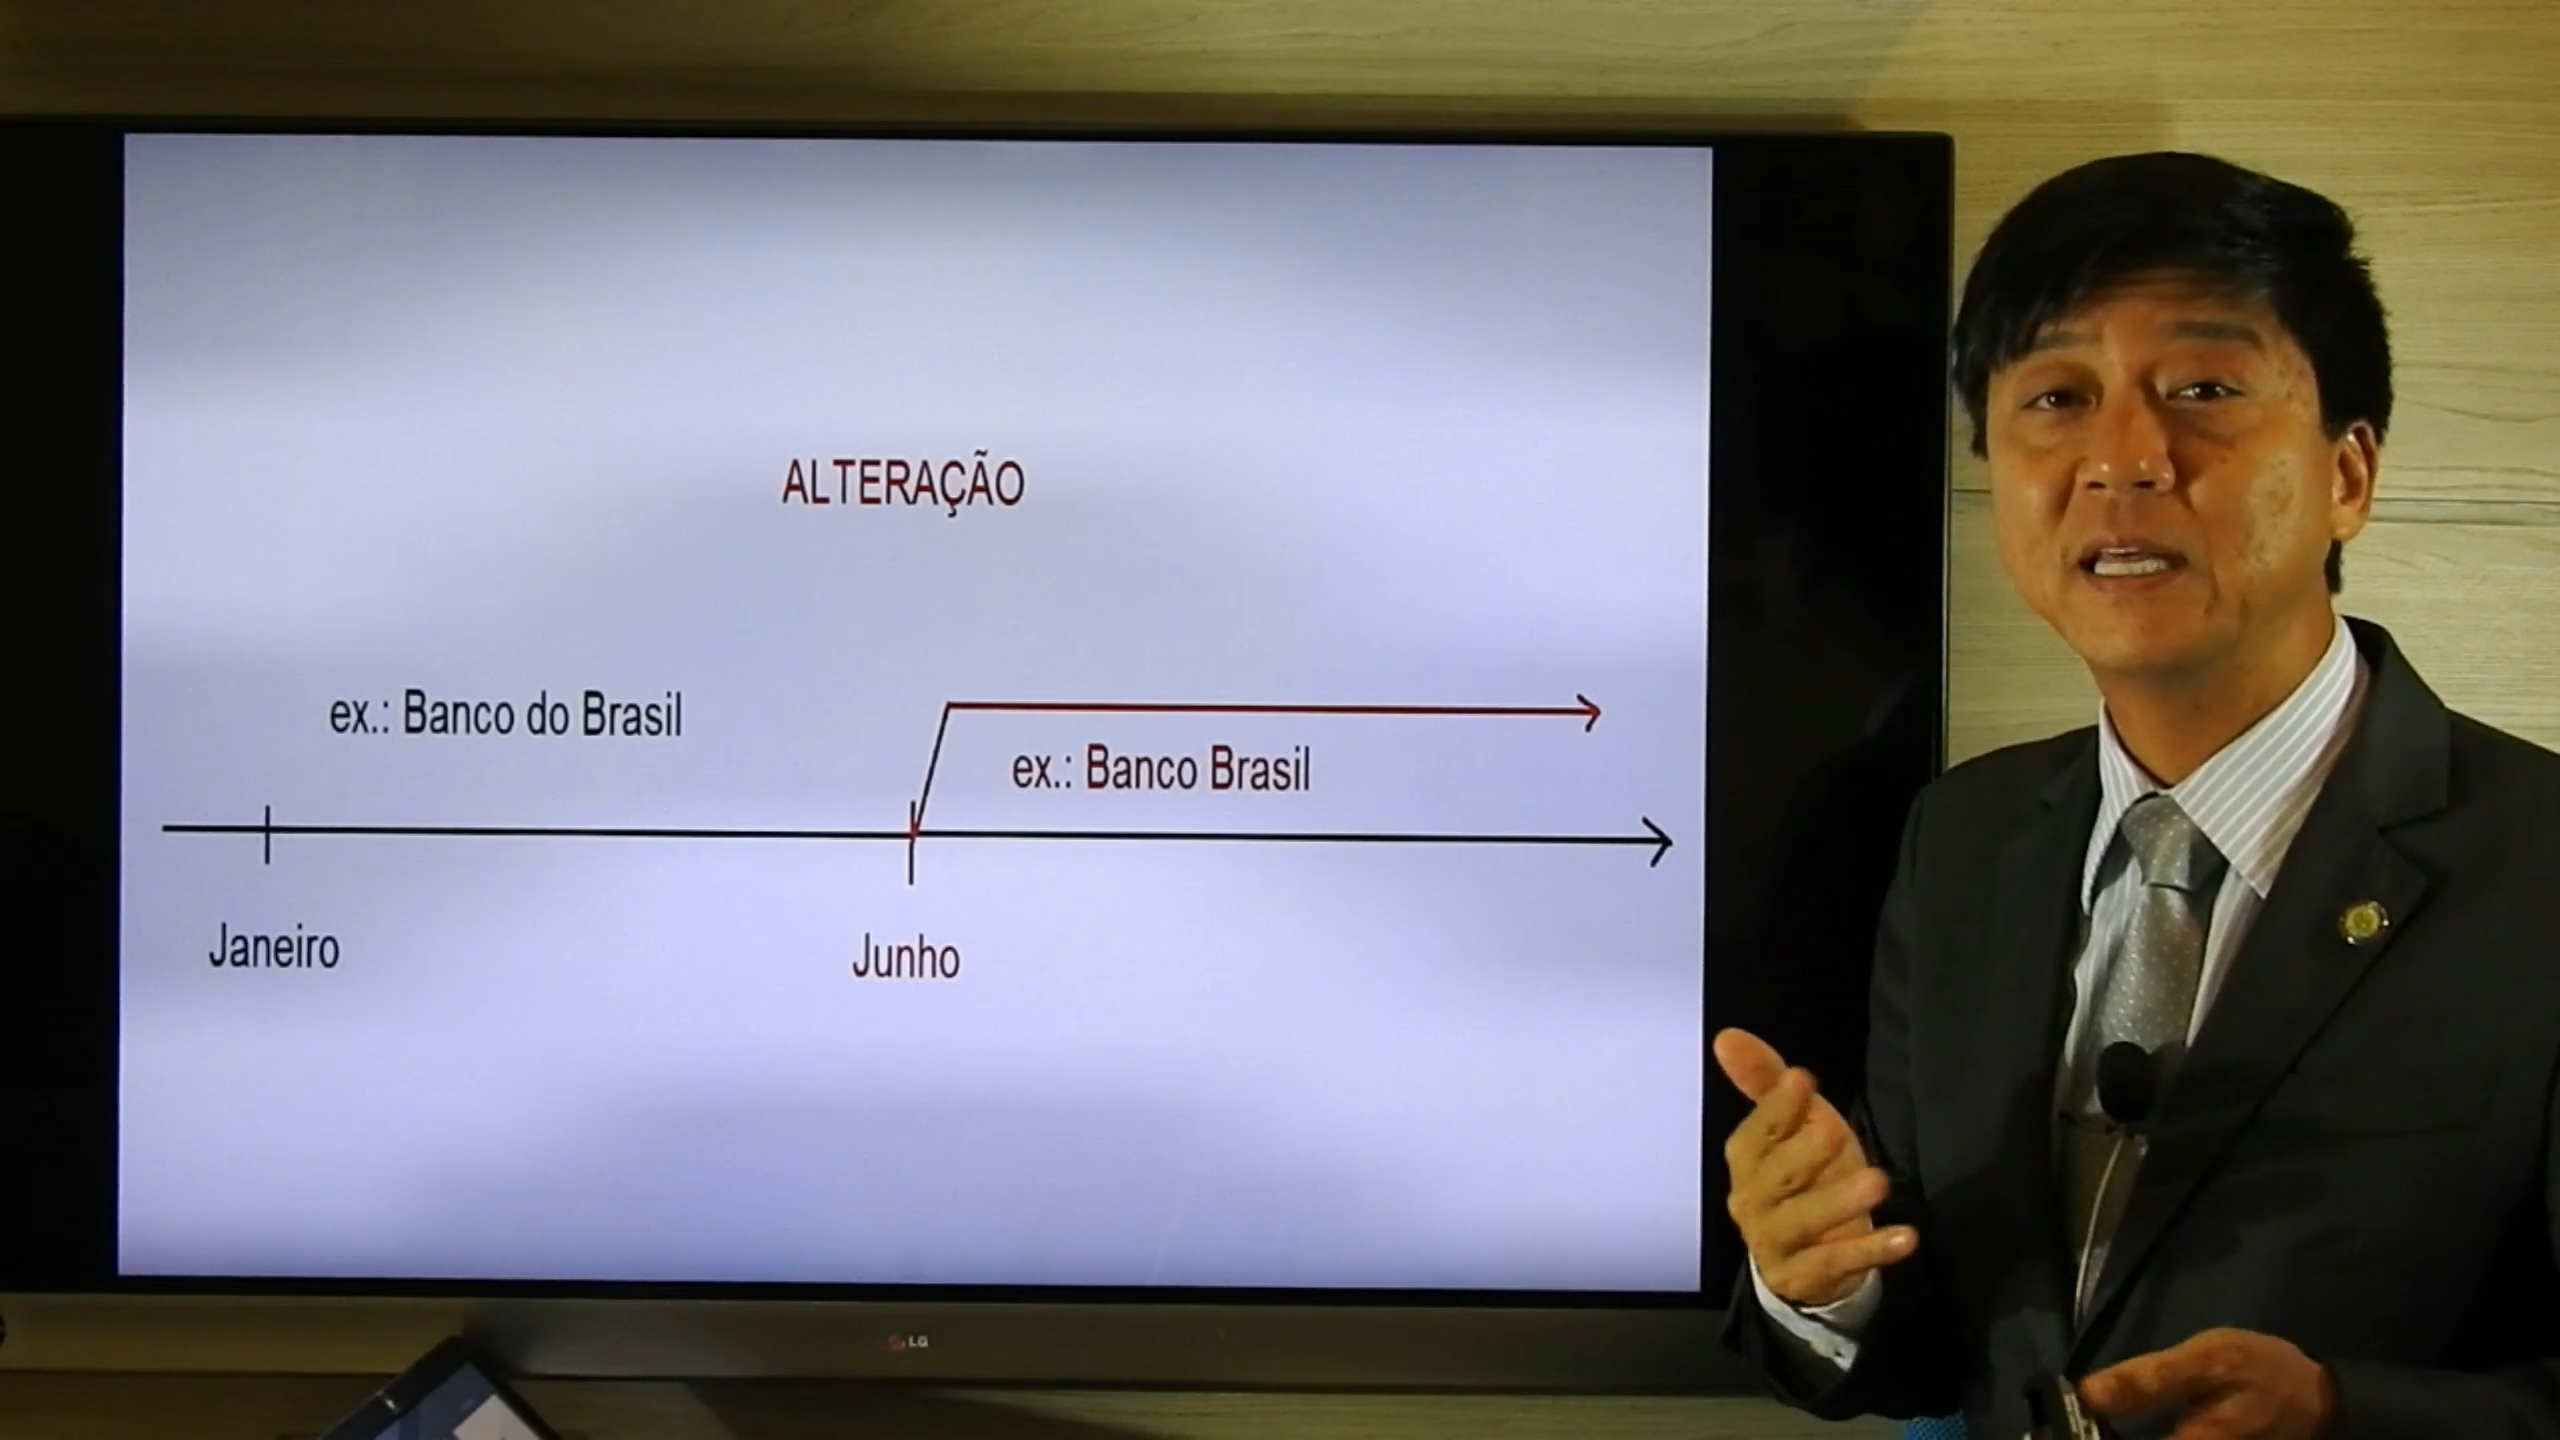 ALTERAÇÃO
ex.: Banco do Brasil
ex.: Banco Brasil
Janeiro
Junho
LG